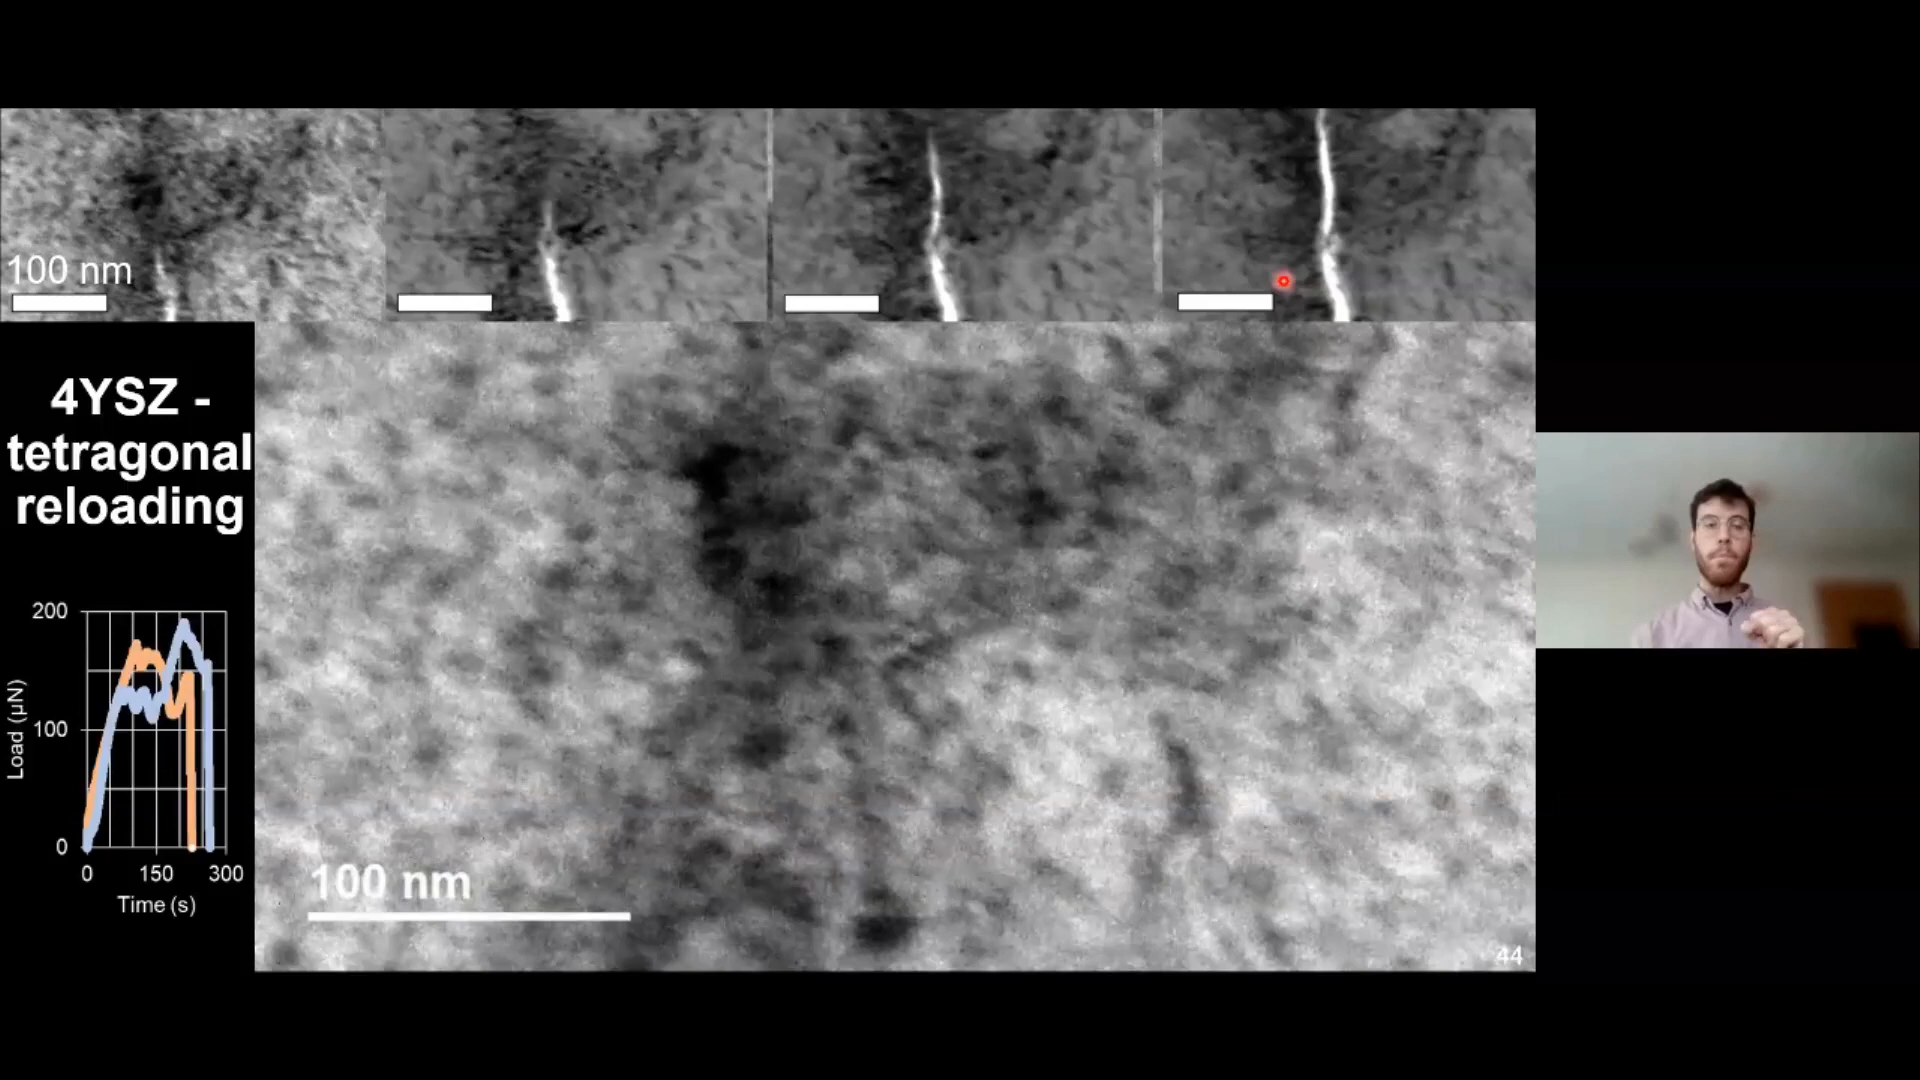 100 nm
4YSZ -
tetragonal
reloading
200
100
0
Load (µN)
0 150 300
Time (s)
100 nm
44